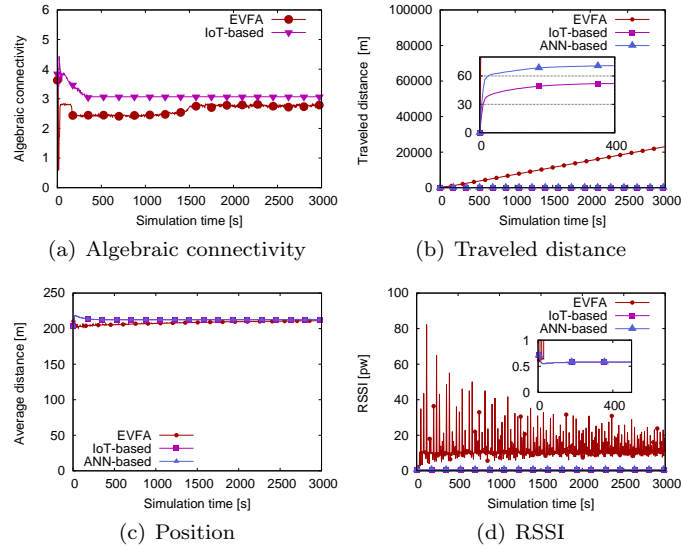 6
5
4
3
2
1
0
0 500 1000 1500 2000 2500 3000
Algebraic connectivity
Simulation time [s]
EVFA
IoT-based
(a) Algebraic connectivity
100000
80000
60000
40000
20000
0
0 500 1000 1500 2000 2500 3000
Traveled distance
[m]
Simulation time [s]
EVFA
IoT-based
ANN-based
60
30
0 400
(b) Traveled distance
250
200
150
100
50
0
0 500 1000 1500 2000 2500 3000
Average distance [m]
Simulation time [s]
EVFA
IoT-based
ANN-based
(c) Position
100
80
60
40
20
0
0 500 1000 1500 2000 2500 3000
RSSI [pw]
Simulation time [s]
EVFA
IoT-based
ANN-based
1
0.5
0
0 400
(d) RSSI